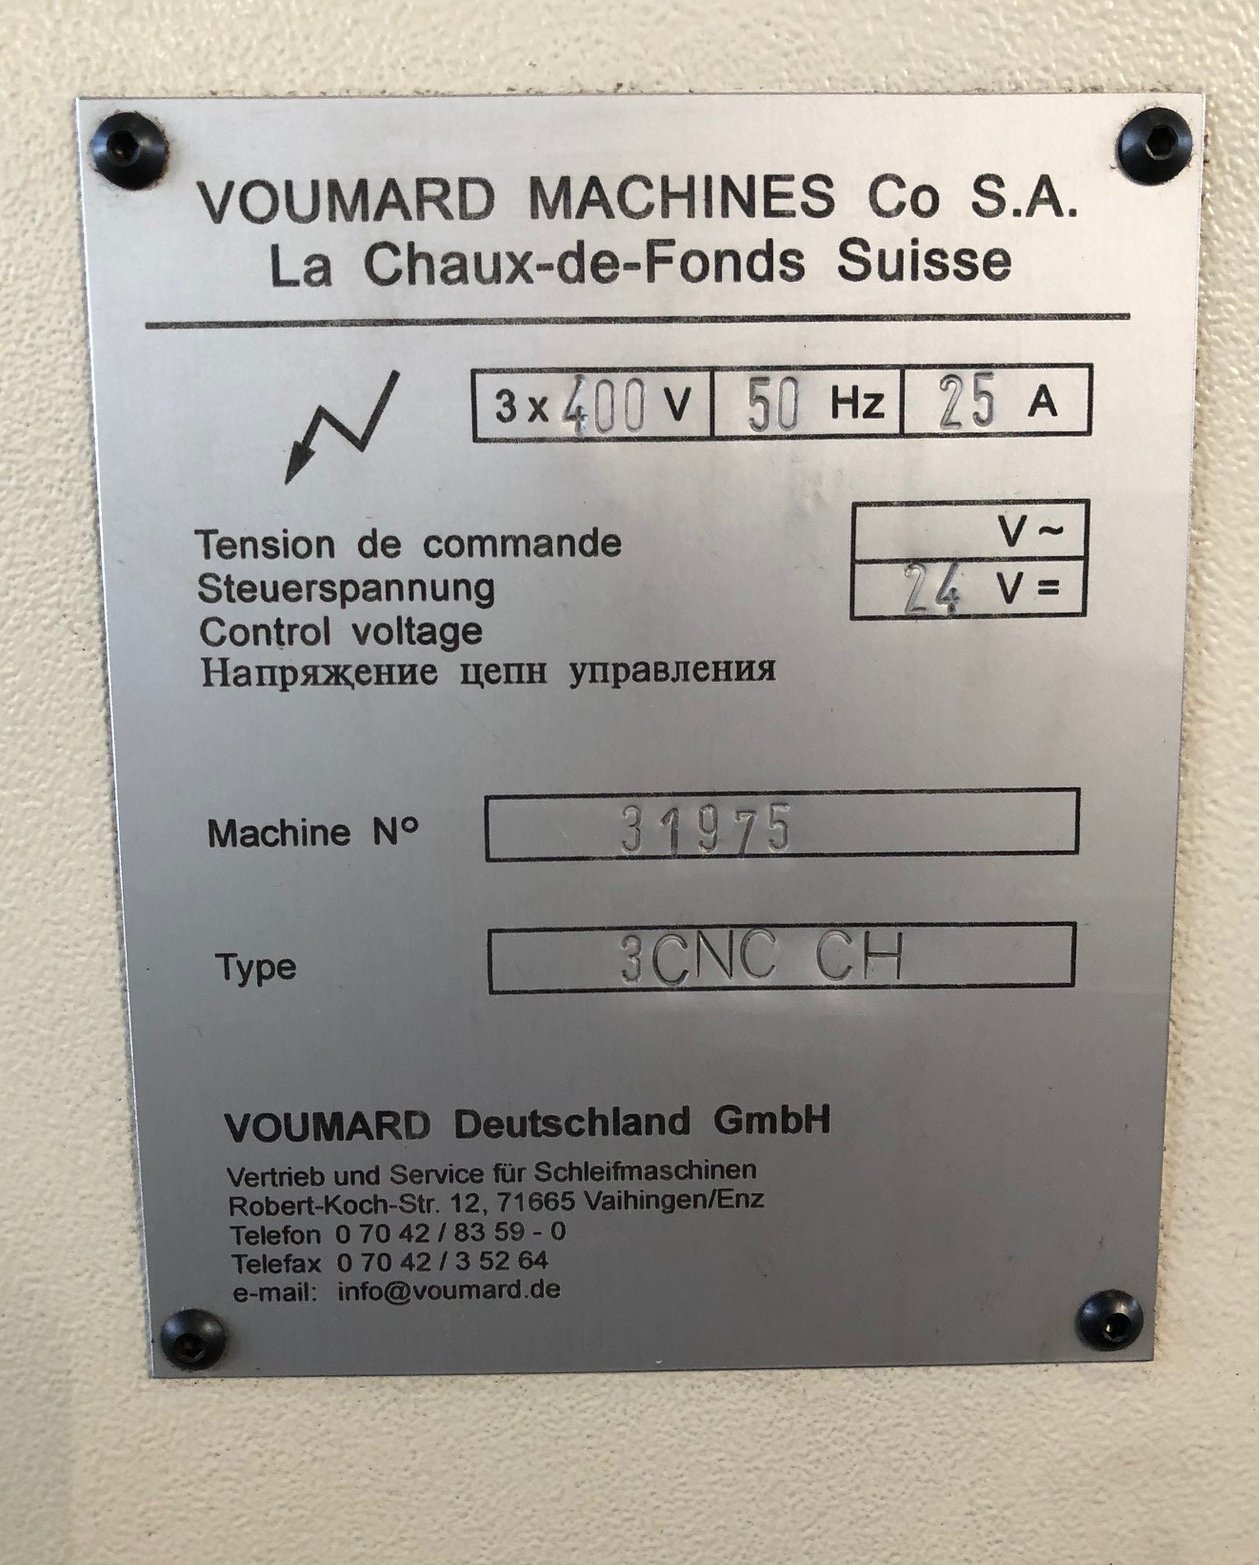 VOUMARD MACHINES Co S.A.
La Chaux-de-Fonds Suisse
3 x 400 V 50 Hz 25 A
V ~
Tension de commande
24 V =
Steuerspannung
Control voltage
Напряжение цепн управления
Machine Nº 31975
Type 3CNC CH
VOUMARD Deutschland GmbH
Vertrieb und Service für Schleifmaschinen
Robert-Koch-Str. 12, 71665 Vaihingen/Enz
Telefon 0 70 42 / 83 59 - 0
Telefax 0 70 42 / 3 52 64
e-mail: info@voumard.de